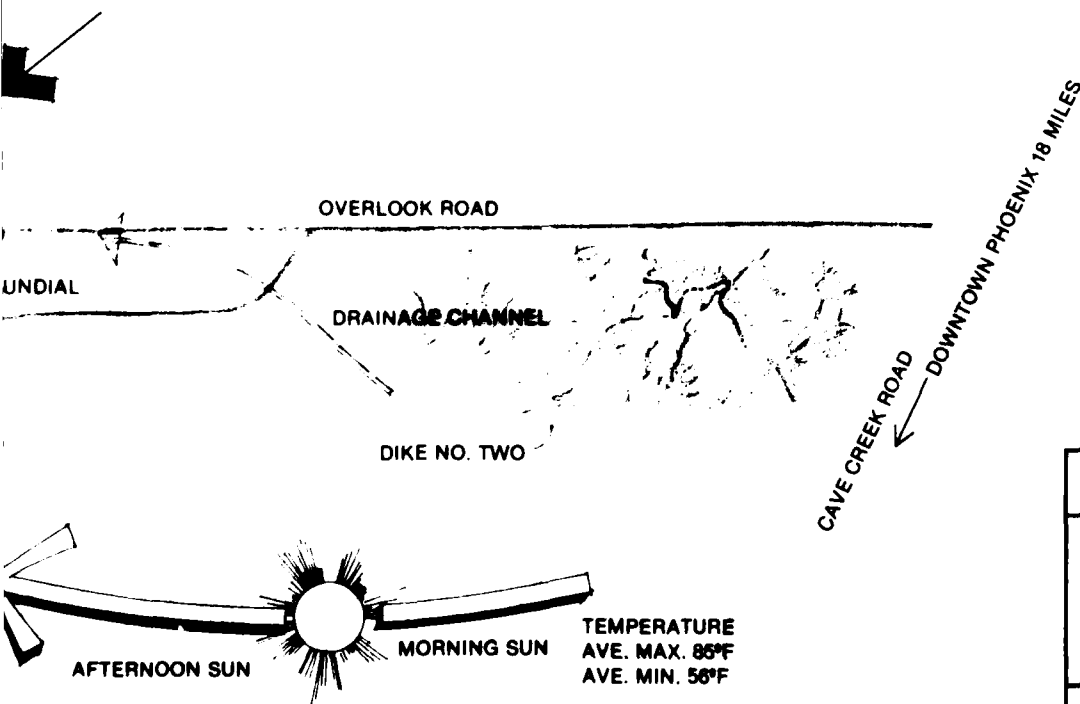 OVERLOOK ROAD
UNDIAL
DRAINAGE CHANNEL
DIKE NO. TWO
CAVE CREEK ROAD
DOWNTOWN PHOENIX 18 MILES
AFTERNOON SUN
MORNING SUN
TEMPERATURE
AVE. MAX. 85°F
AVE. MIN. 56°F